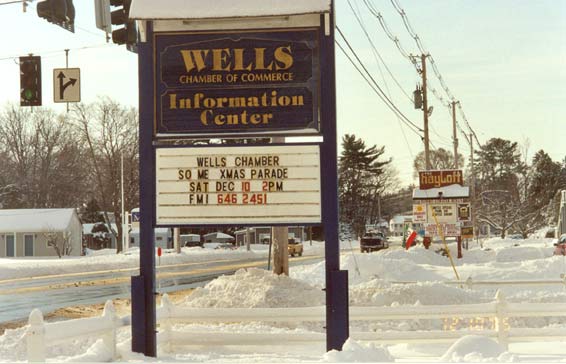 WELLS
CHAMBER OF COMMERCE
Information
Center
WELLS CHAMBER
SO ME XMAS PARADE
SAT DEC 10 2PM
FMI 646 2451
HayLoft